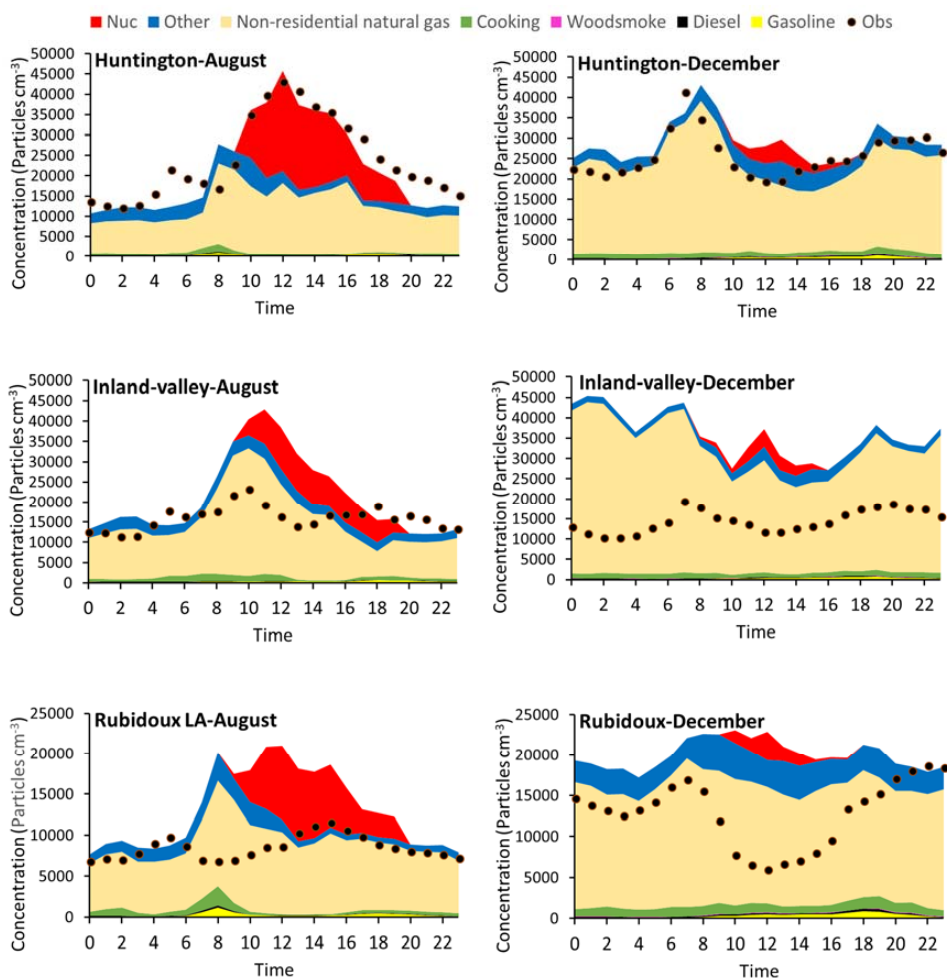 Nuc Other Non-residential natural gas Cooking Woodsmoke Diesel Gasoline Obs
Huntington-August
Concentration (Particles cm-3)
50000
45000
40000
35000
30000
25000
20000
15000
10000
5000
0
0 2 4 6 8 10 12 14 16 18 20 22
Time
Huntington-December
Concentration (Particles cm-3)
50000
45000
40000
35000
30000
25000
20000
15000
10000
5000
0
0 2 4 6 8 10 12 14 16 18 20 22
Time
Inland-valley-August
Concentration (Particles cm-3)
50000
45000
40000
35000
30000
25000
20000
15000
10000
5000
0
0 2 4 6 8 10 12 14 16 18 20 22
Time
Inland-valley-December
Concentration (Particles cm-3)
50000
45000
40000
35000
30000
25000
20000
15000
10000
5000
0
0 2 4 6 8 10 12 14 16 18 20 22
Time
Rubidoux LA-August
Concentration (Particles cm-3)
25000
20000
15000
10000
5000
0
0 2 4 6 8 10 12 14 16 18 20 22
Time
Rubidoux-December
Concentration (Particles cm-3)
25000
20000
15000
10000
5000
0
0 2 4 6 8 10 12 14 16 18 20 22
Time